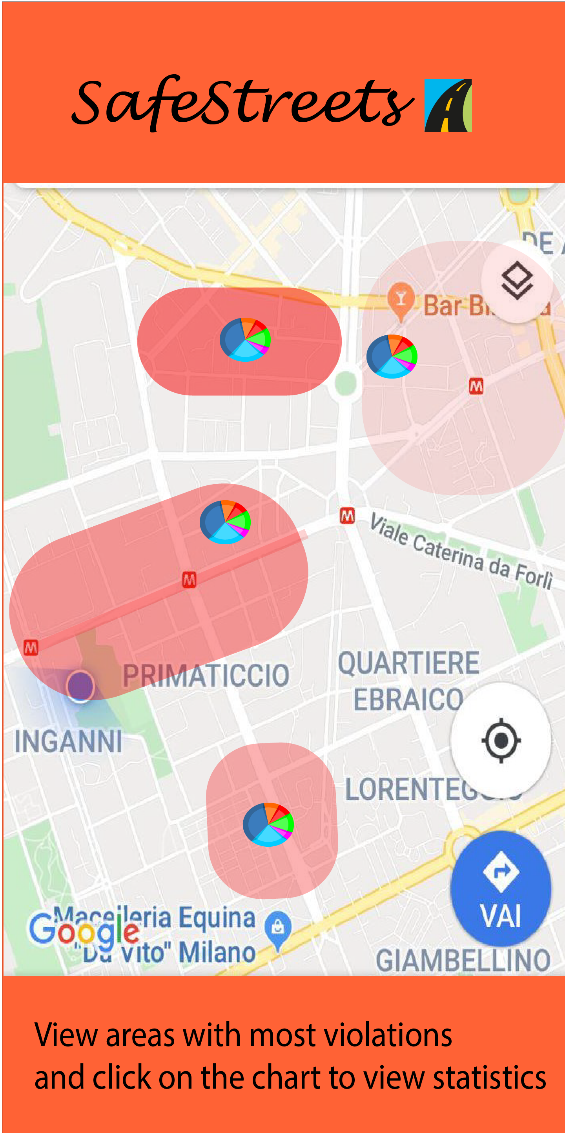 SafeStreets
DE A
Bar B
M
M
Viale Caterina da Forlì
M
M
PRIMATICCIO
QUARTIERE
EBRAICO
INGANNI
LORENTEGGIO
VAI
Macelleria Equina
Google
"Da Vito" Milano
GIAMBELLINO
View areas with most violations
and click on the chart to view statistics